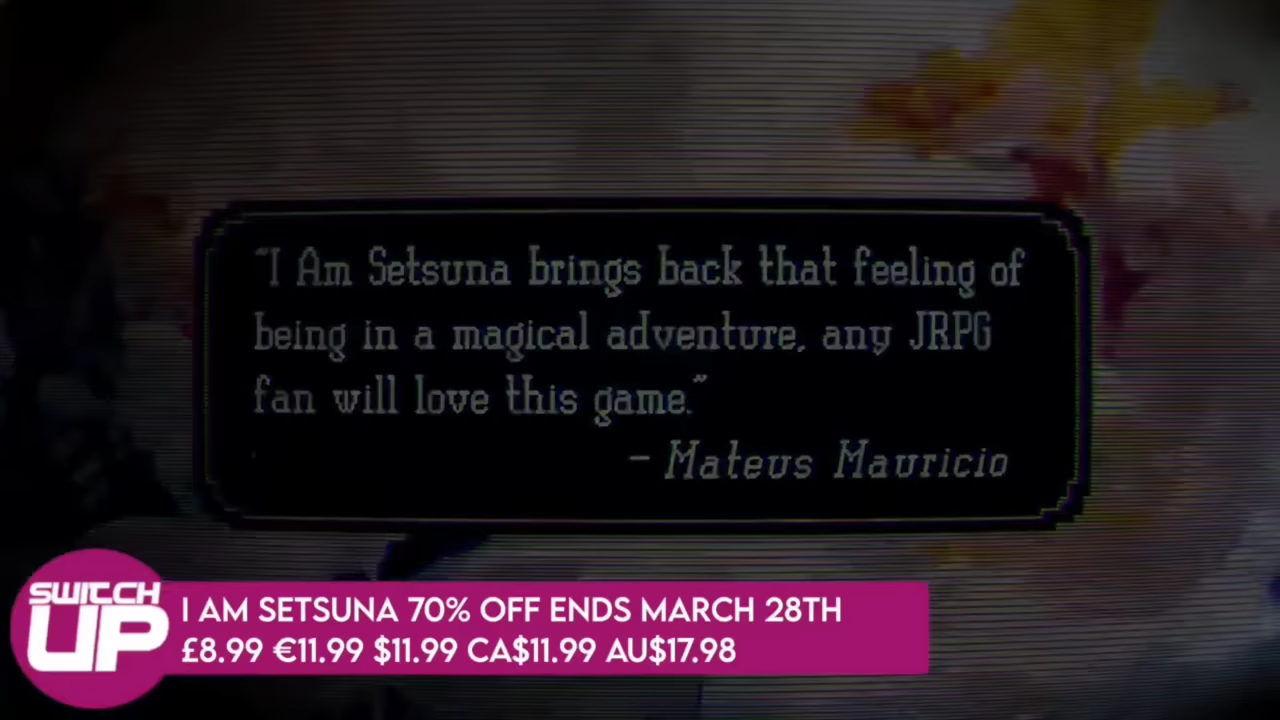 “I Am Setsuna brings back that feeling of
being in a magical adventure, any JRPG
fan will love this game.”
– Mateus Mauricio
SWITCH
UP
I AM SETSUNA 70% OFF ENDS MARCH 28TH
£8.99 €11.99 $11.99 CA$11.99 AU$17.98